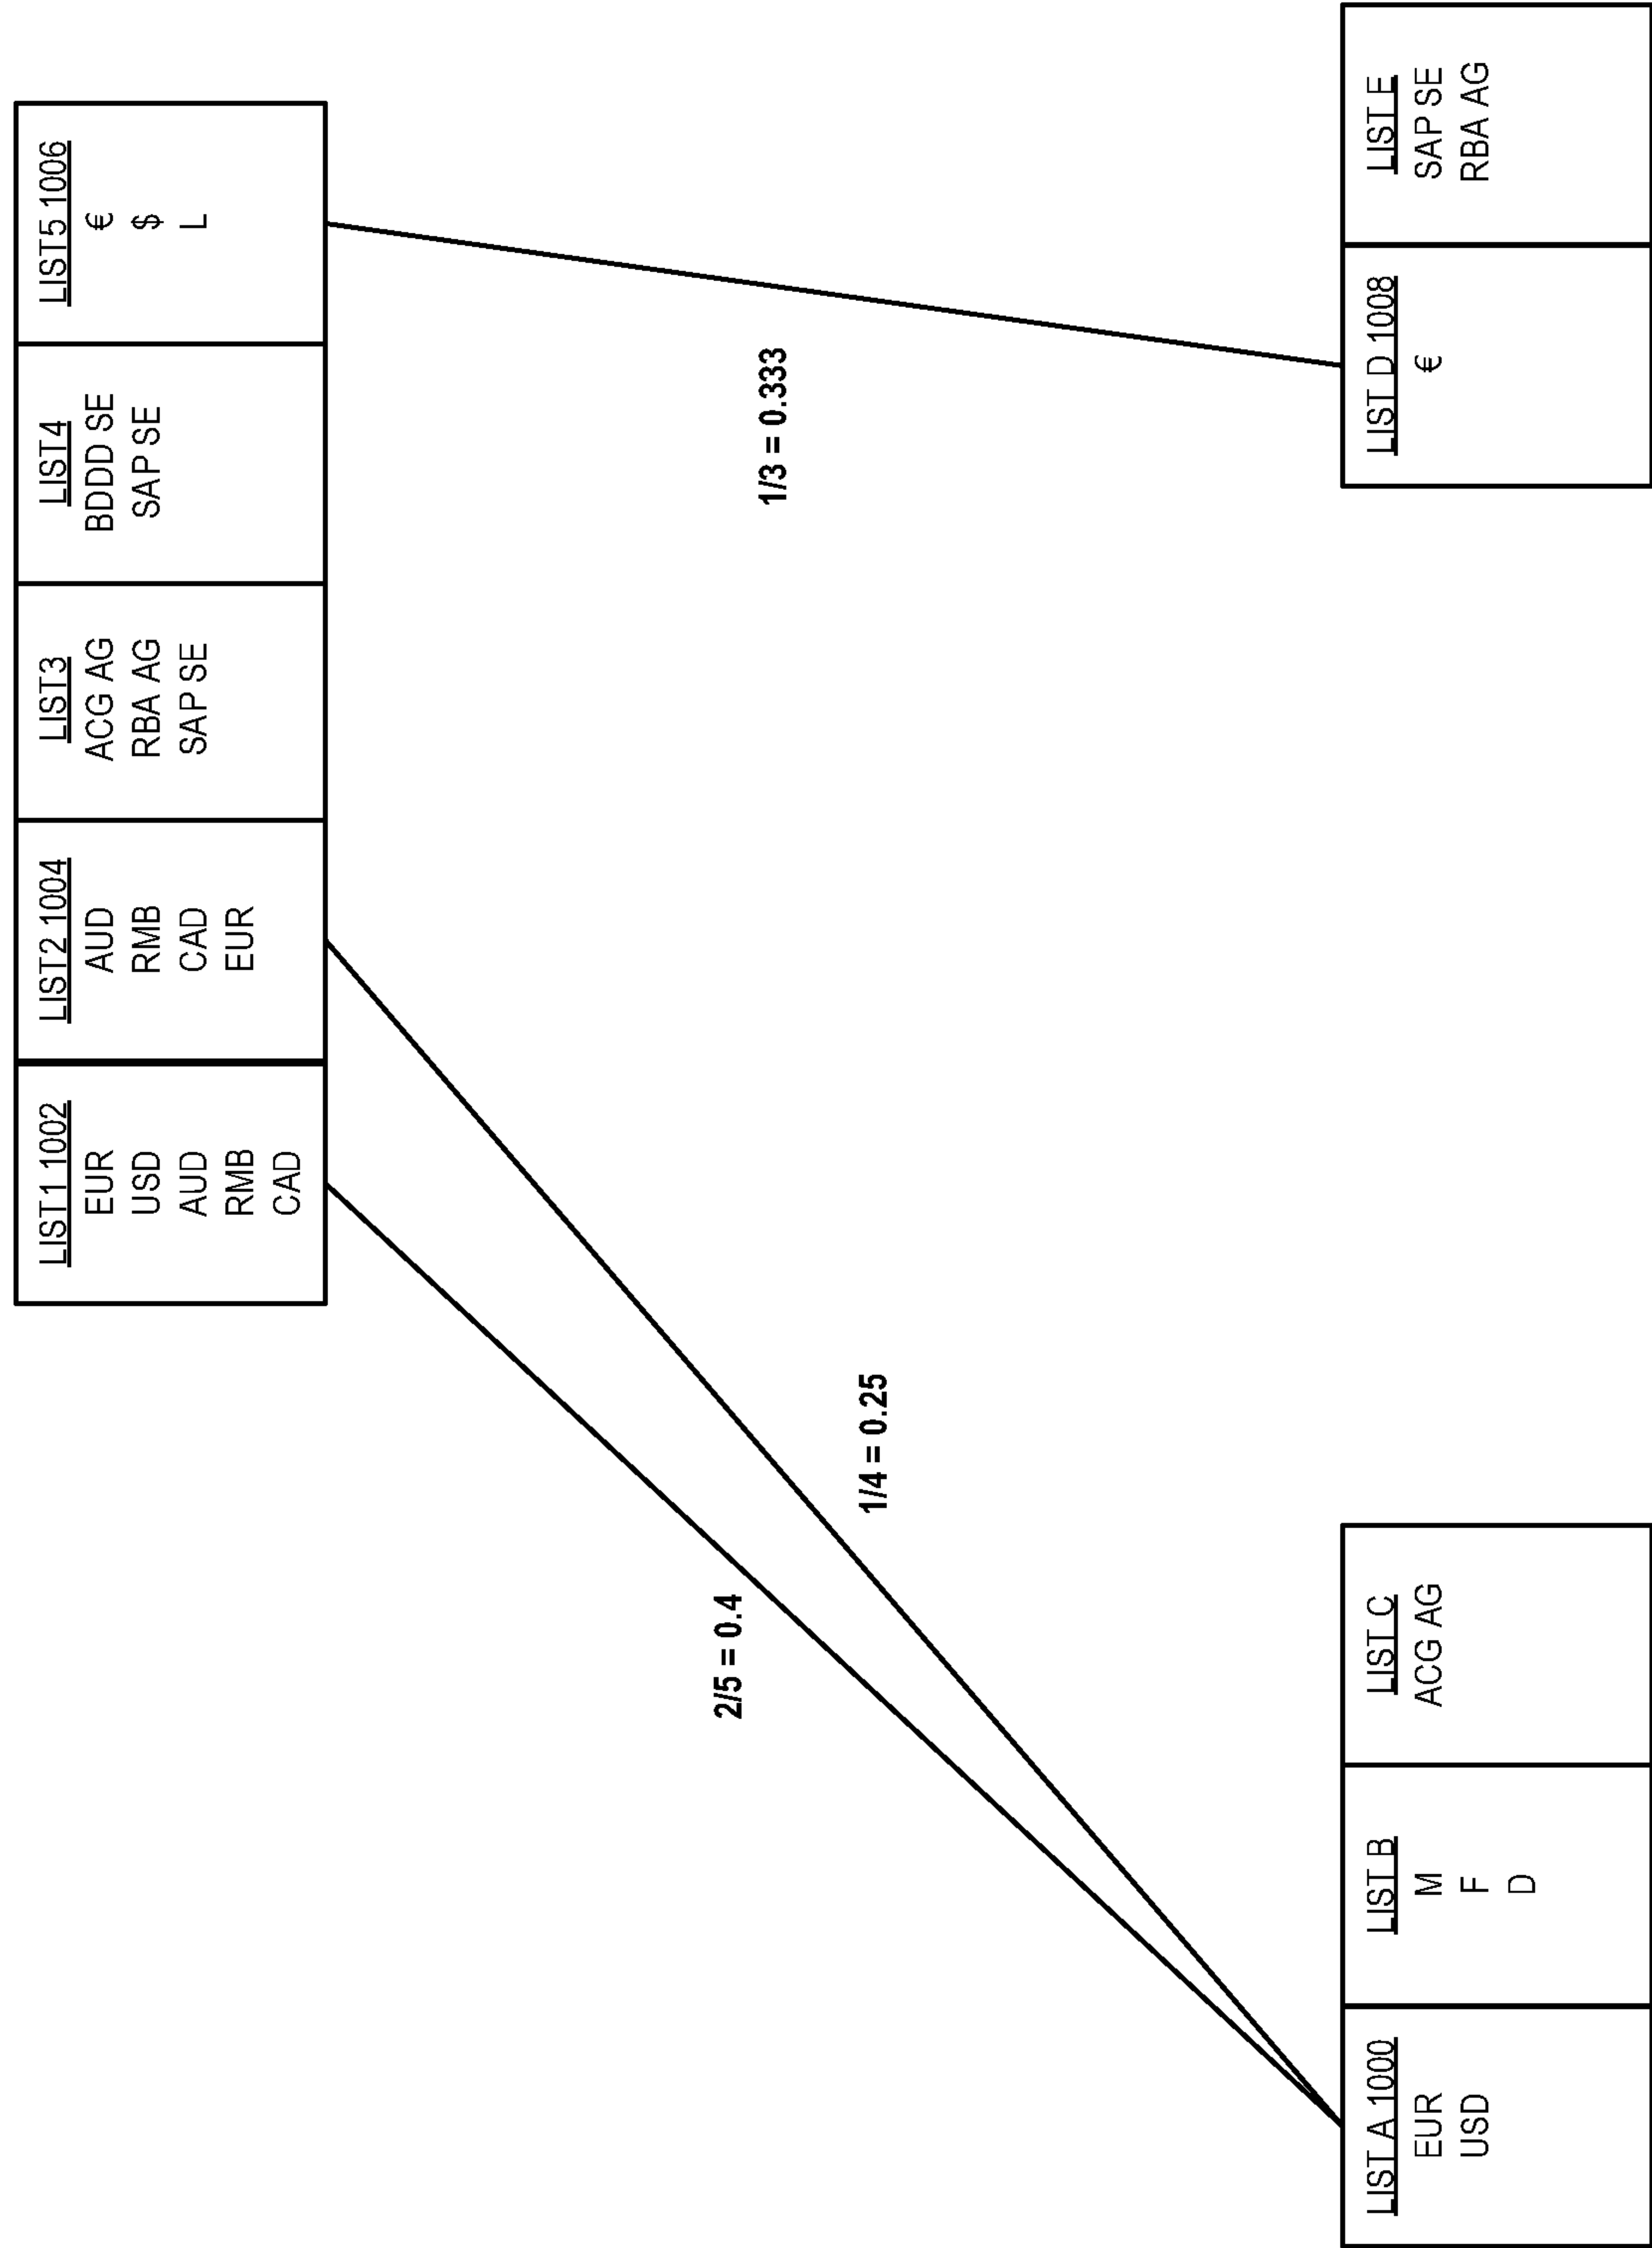 LIST1 1002
EUR
USD
AUD
RMB
CAD
LIST2 1004
AUD
RMB
CAD
EUR
LIST3
ACG AG
RBA AG
SAP SE
LIST4
BDDD SE
SAP SE
LIST5 1006
€
$
L
2/5 = 0.4
1/4 = 0.25
1/3 = 0.333
LIST A 1000
EUR
USD
LIST B
M
F
D
LIST C
ACG AG
LIST D 1008
€
LIST E
SAP SE
RBA AG